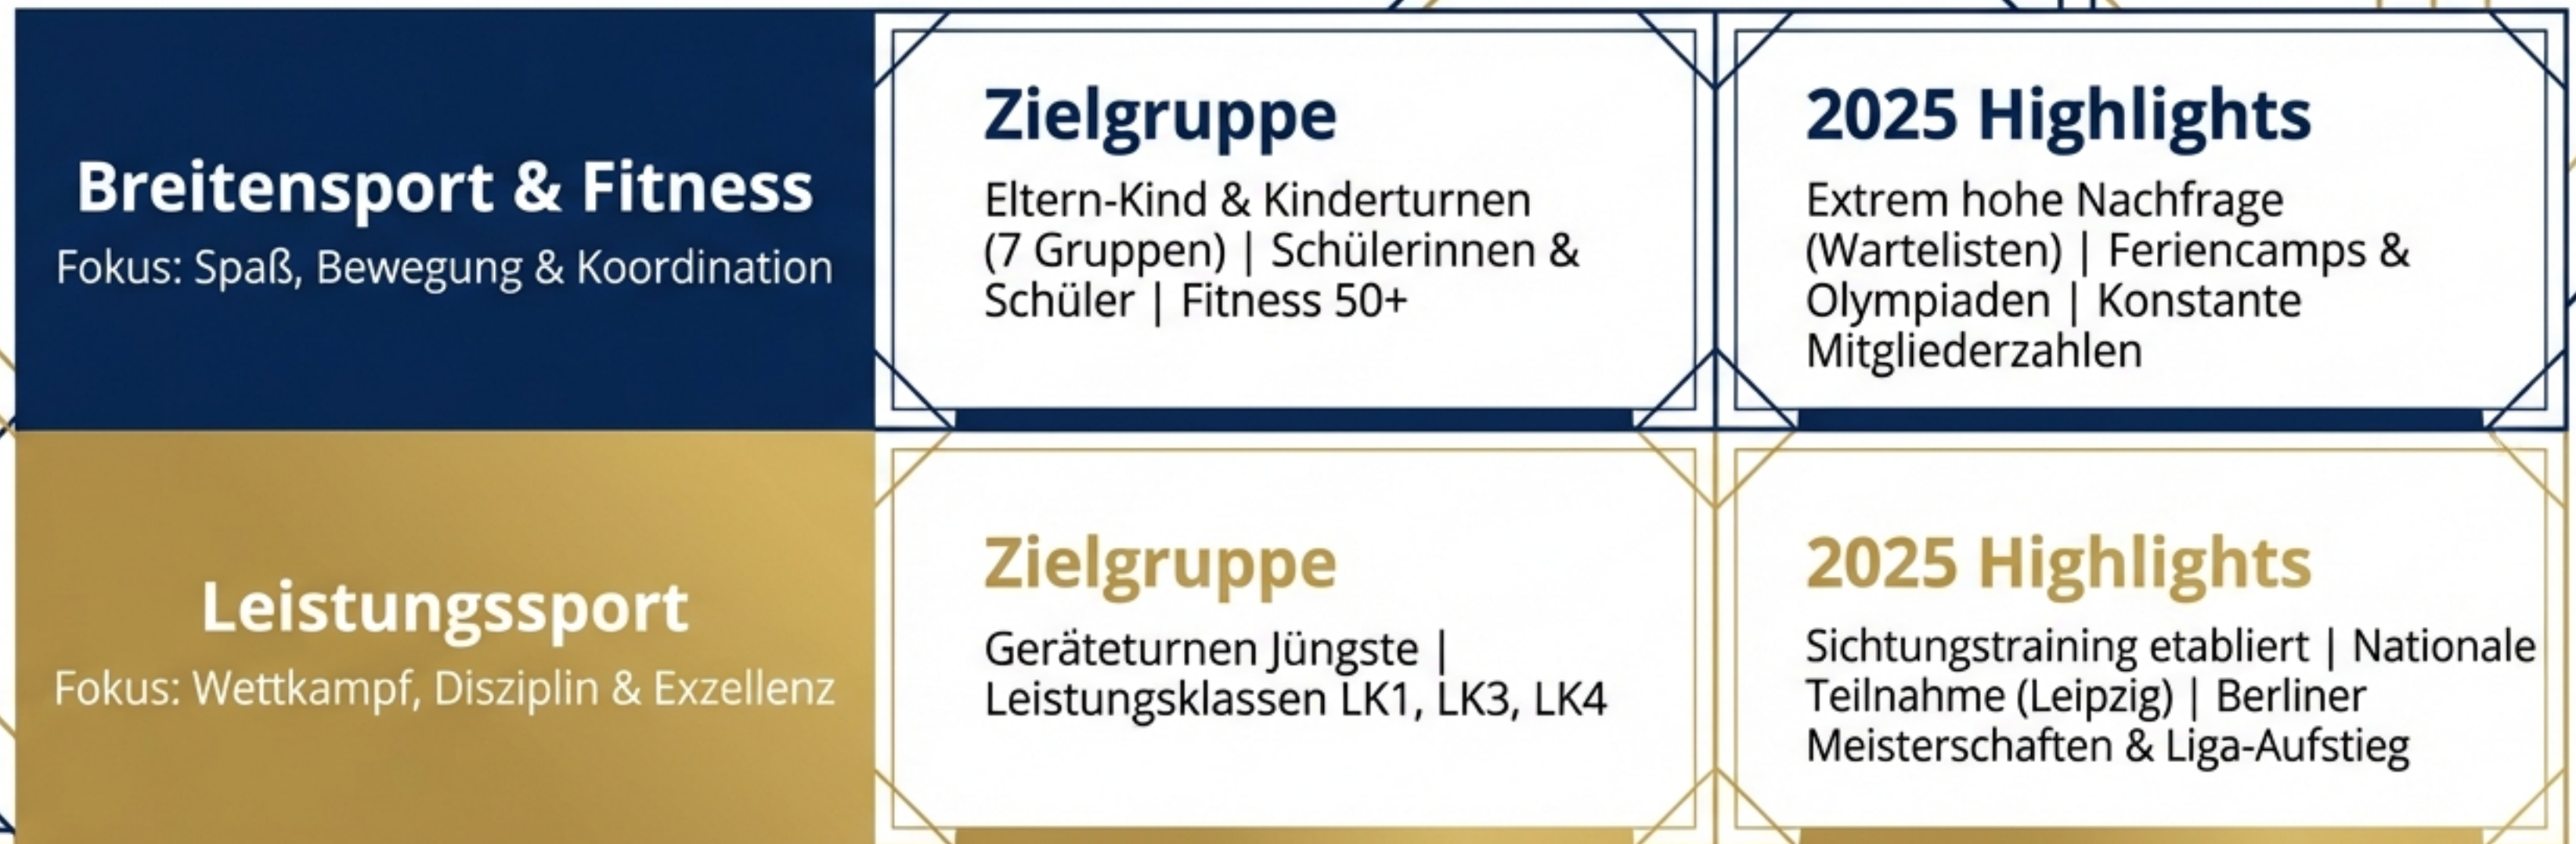 Breitensport & Fitness
Fokus: Spaß, Bewegung & Koordination
Zielgruppe
Eltern-Kind & Kinderturnen
(7 Gruppen) | Schülerinnen &
Schüler | Fitness 50+
2025 Highlights
Extrem hohe Nachfrage
(Wartelisten) | Feriencamps &
Olympiaden | Konstante
Mitgliederzahlen
Leistungssport
Fokus: Wettkampf, Disziplin & Exzellenz
Zielgruppe
Geräteturnen Jüngste |
Leistungsklassen LK1, LK3, LK4
2025 Highlights
Sichtungstraining etabliert | Nationale
Teilnahme (Leipzig) | Berliner
Meisterschaften & Liga-Aufstieg